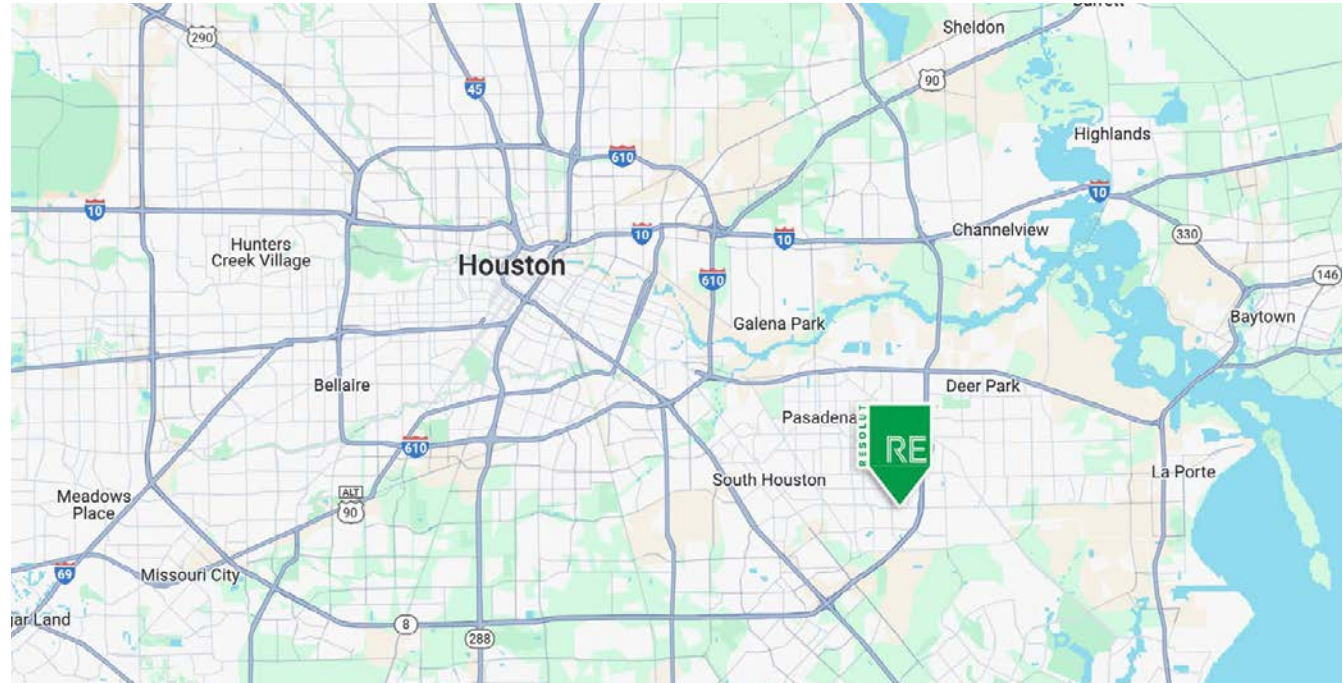 Sheldon
290
45
90
610
Highlands
10
10
10
10
Channelview
330
Hunters
Creek Village
Houston
610
146
Galena Park
Baytown
Bellaire
Deer Park
Pasadena
RESOLUT
RE
610
South Houston
La Porte
Meadows
Place
ALT
90
69
Missouri City
gar Land
8
288